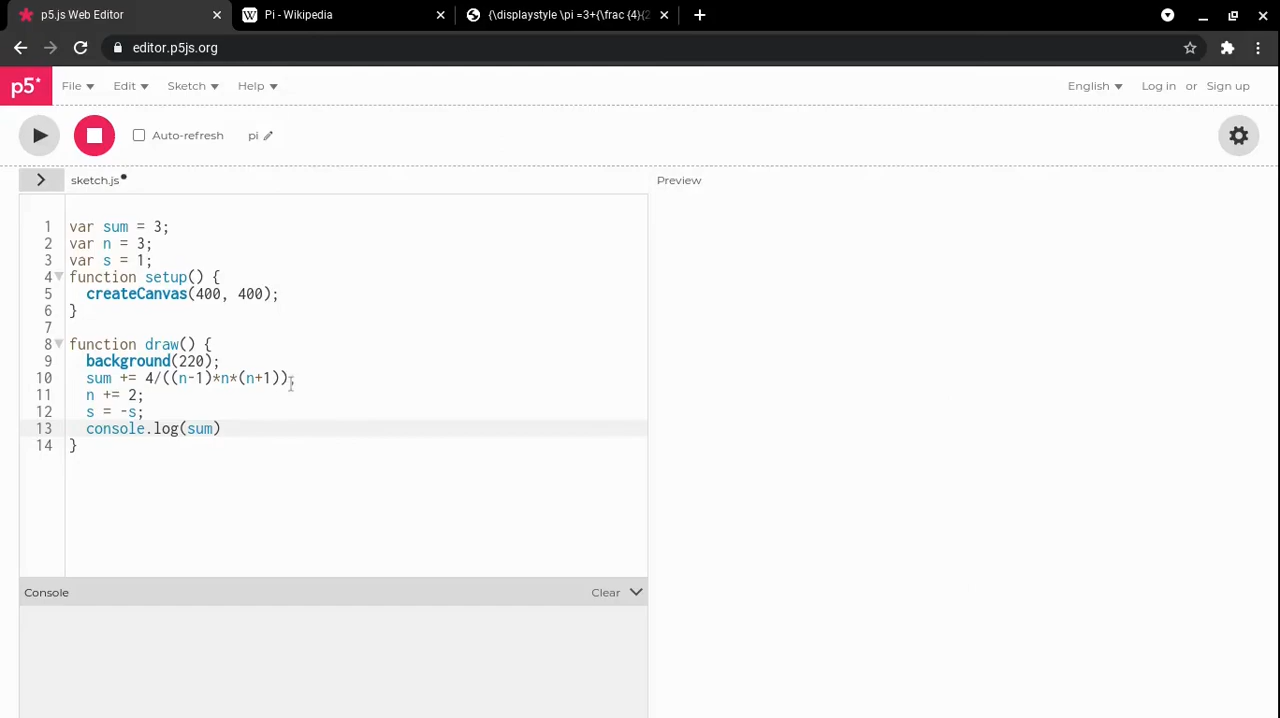 p5.js Web Editor
Pi - Wikipedia
{\displaystyle \pi =3+{\frac {4}{2
editor.p5js.org
p5*
File
Edit
Sketch
Help
English
Log in or Sign up
Auto-refresh
pi
sketch.js
Preview
1 var sum = 3;
2 var n = 3;
3 var s = 1;
4 function setup() {
5 createCanvas(400, 400);
6 }
7
8 function draw() {
9 background(220);
10 sum += 4/((n-1)*n*(n+1));
11 n += 2;
12 s = -s;
13 console.log(sum)
14 }
Console
Clear